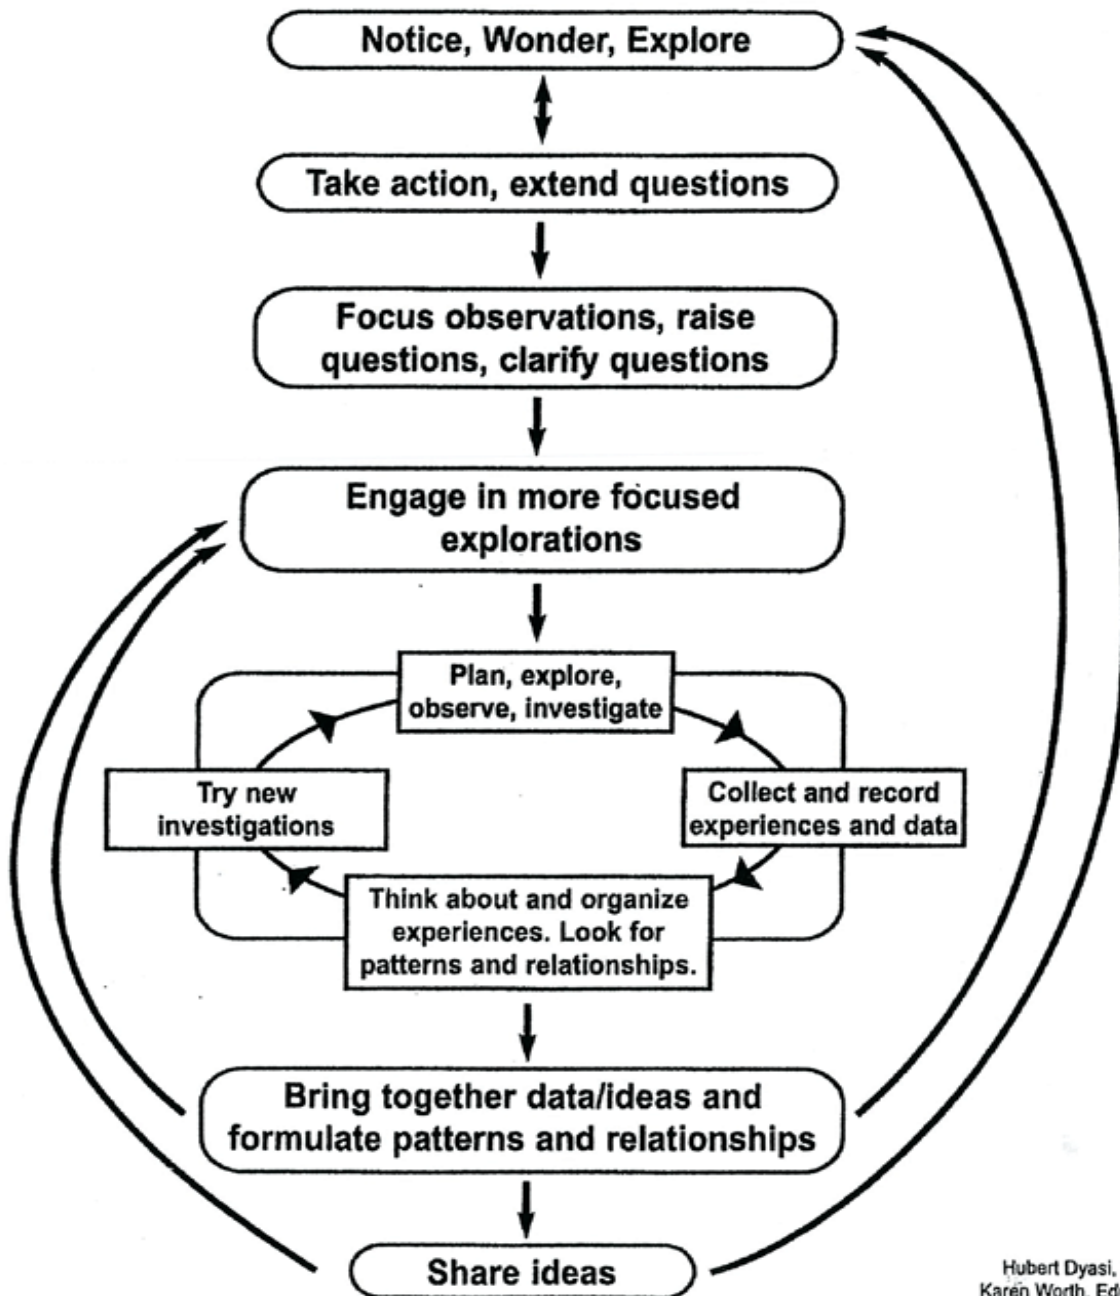 Notice, Wonder, Explore
Take action, extend questions
Focus observations, raise
questions, clarify questions
Engage in more focused
explorations
Plan, explore,
observe, investigate
Try new
investigations
Collect and record
experiences and data
Think about and organize
experiences. Look for
patterns and relationships.
Bring together data/ideas and
formulate patterns and relationships
Share ideas
Hubert Dyasi,
Karen Worth, Ed